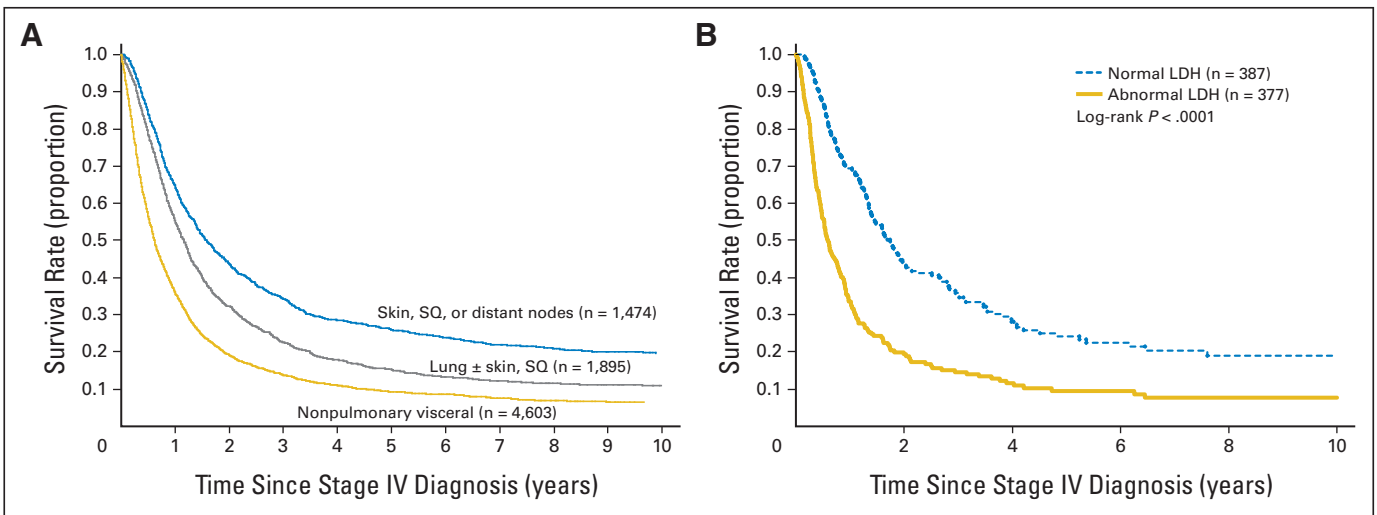 A
Survival Rate (proportion)
1.0
0.9
0.8
0.7
0.6
0.5
0.4
0.3
0.2
0.1
Skin, SQ, or distant nodes (n = 1,474)
Lung ± skin, SQ (n = 1,895)
Nonpulmonary visceral (n = 4,603)
0 1 2 3 4 5 6 7 8 9 10
Time Since Stage IV Diagnosis (years)
B
Survival Rate (proportion)
1.0
0.9
0.8
0.7
0.6
0.5
0.4
0.3
0.2
0.1
Normal LDH (n = 387)
Abnormal LDH (n = 377)
Log-rank P < .0001
0 2 4 6 8 10
Time Since Stage IV Diagnosis (years)